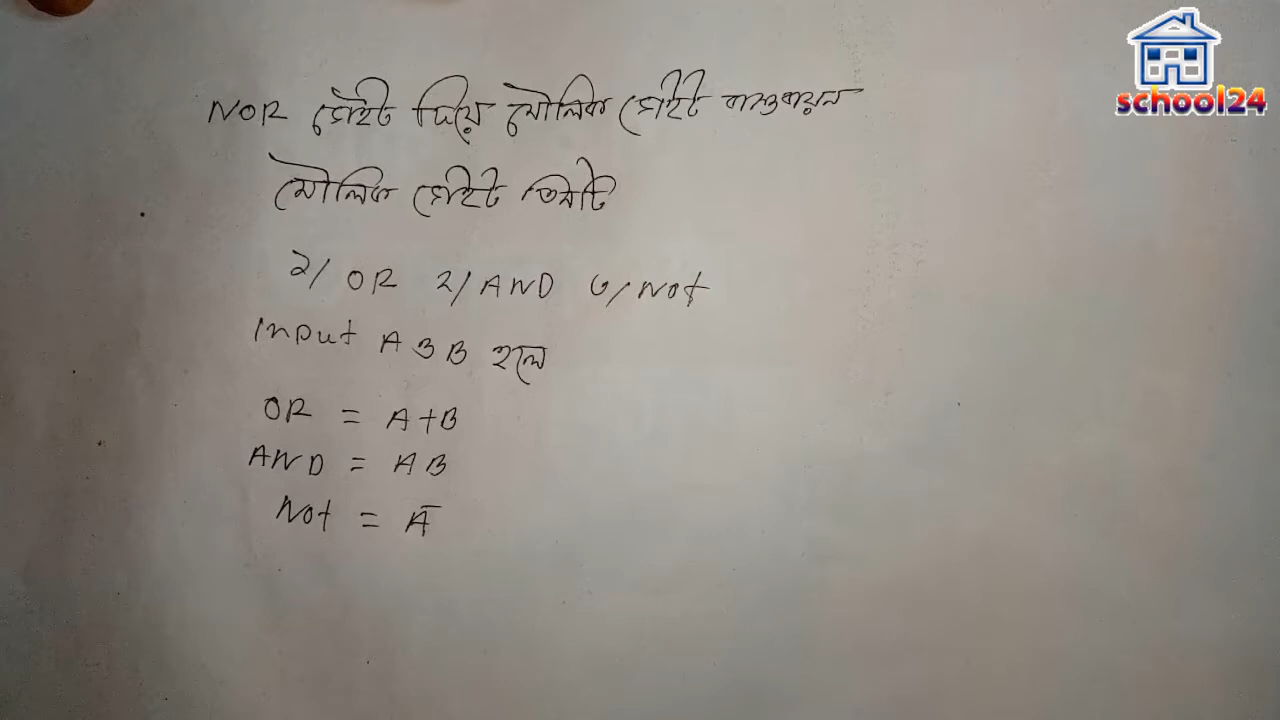 school24
NOR গেইট দিয়ে মৌলিক গেইট বাস্তবায়ন
মৌলিক গেইট তিনটি
১/ OR ২/ AND ৩/ Not
Input A ও B হলে
OR = A+B
AND = AB
Not = Ā